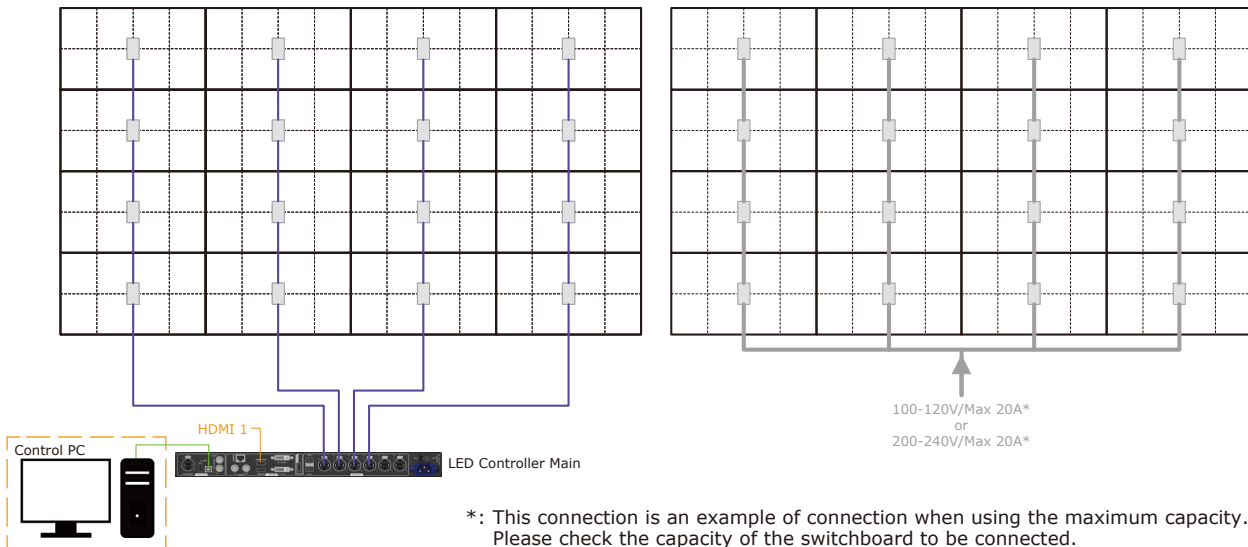 HDMI 1
Control PC
LED Controller Main
100-120V/Max 20A*
or
200-240V/Max 20A*
*: This connection is an example of connection when using the maximum capacity.
Please check the capacity of the switchboard to be connected.